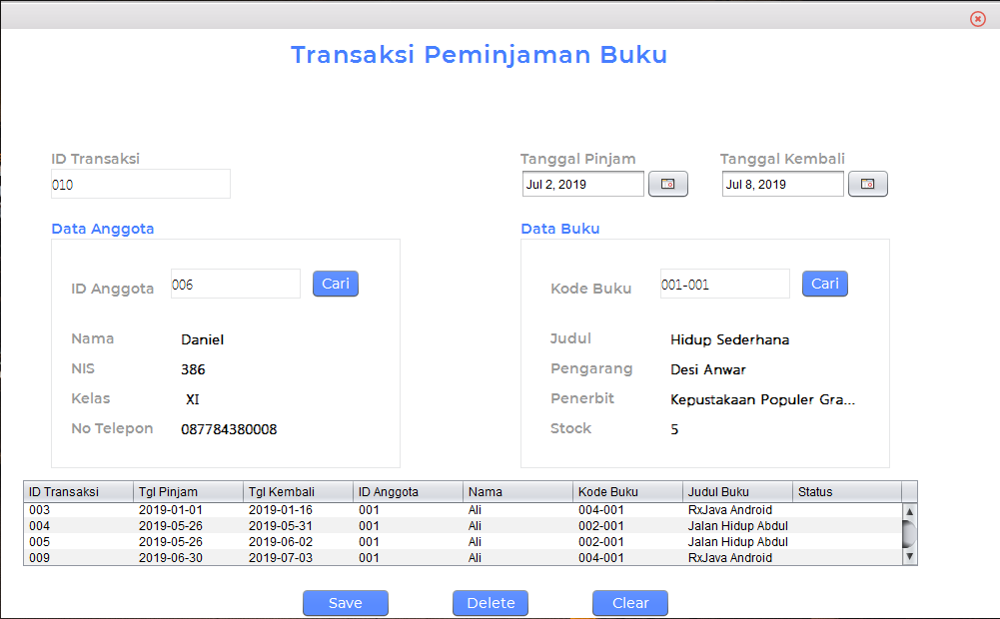 Transaksi Peminjaman Buku
ID Transaksi Tanggal Pinjam Tanggal Kembali
010 Jul 2, 2019 Jul 8, 2019
Data Anggota Data Buku
ID Anggota 006 Cari Kode Buku 001-001 Cari
Nama Daniel Judul Hidup Sederhana
NIS 386 Pengarang Desi Anwar
Kelas XI Penerbit Kepustakaan Populer Gra...
No Telepon 087784380008 Stock 5
ID Transaksi Tgl Pinjam Tgl Kembali ID Anggota Nama Kode Buku Judul Buku Status
003 2019-01-01 2019-01-16 001 Ali 004-001 RxJava Android
004 2019-05-26 2019-05-31 001 Ali 002-001 Jalan Hidup Abdul
005 2019-05-26 2019-06-02 001 Ali 002-001 Jalan Hidup Abdul
009 2019-06-30 2019-07-03 001 Ali 004-001 RxJava Android
Save Delete Clear